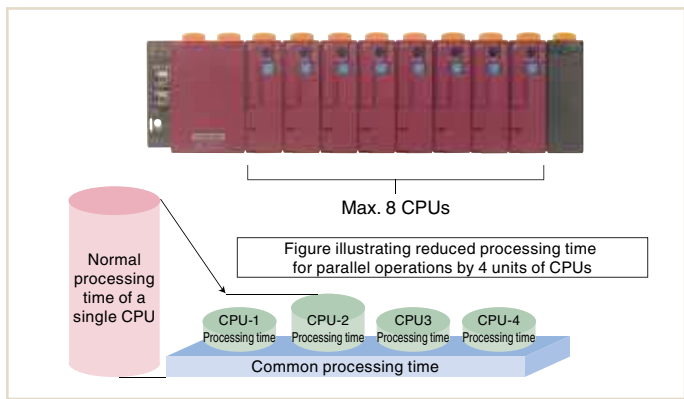 Max. 8 CPUs
Figure illustrating reduced processing time
for parallel operations by 4 units of CPUs
Normal
processing
time of a
single CPU
CPU-1
Processing time
CPU-2
Processing time
CPU3
Processing time
CPU-4
Processing time
Common processing time